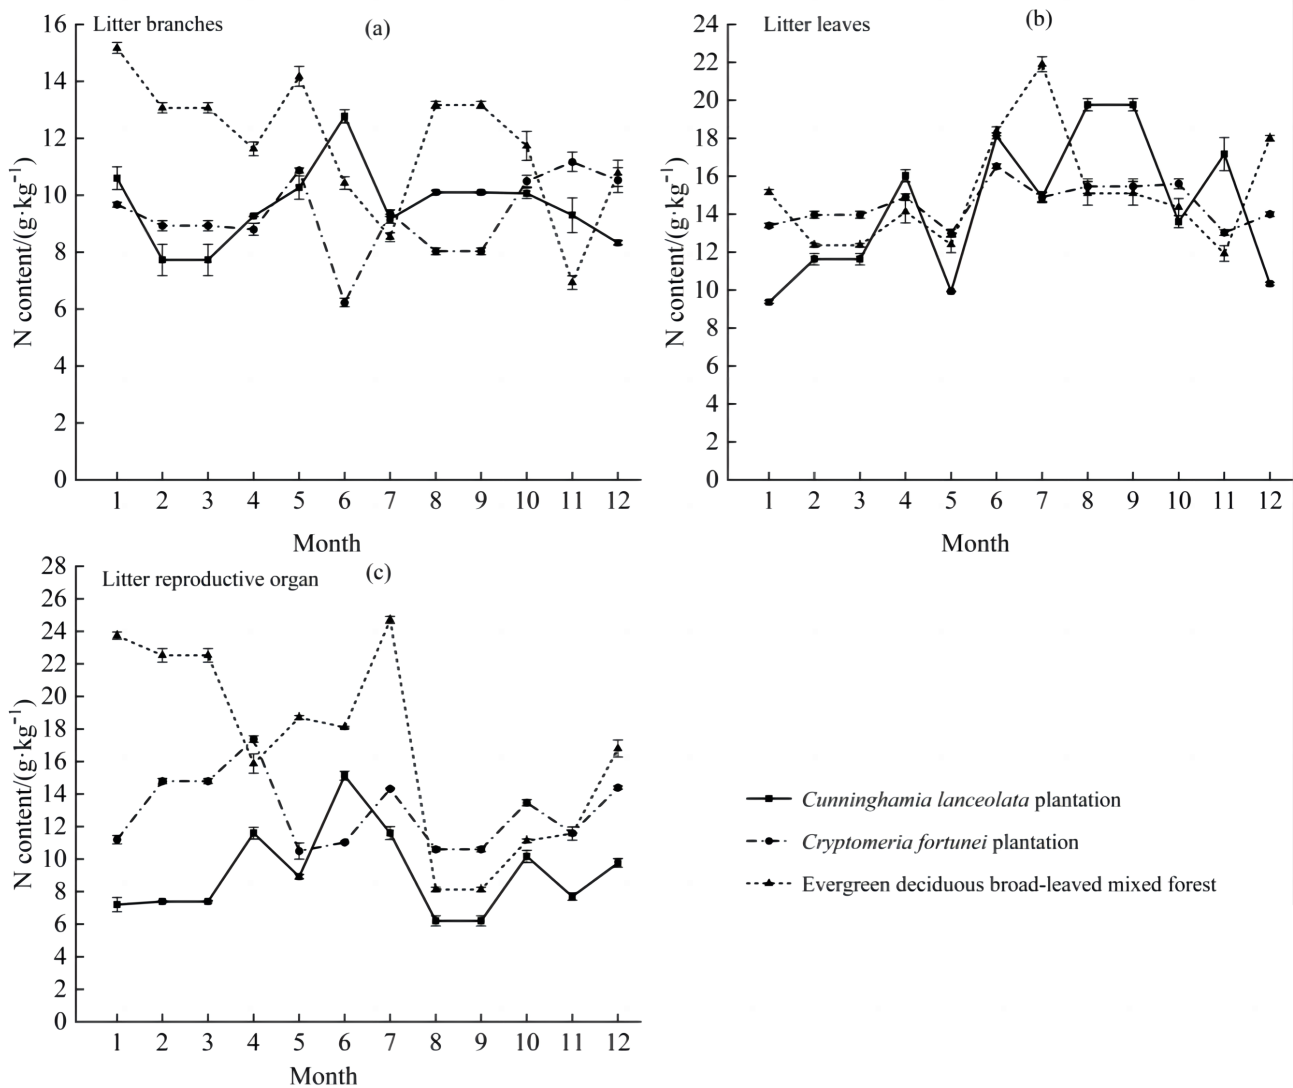 Litter branches
(a)
16
14
12
10
8
6
4
2
0
N content/(g·kg⁻¹)
1 2 3 4 5 6 7 8 9 10 11 12
Month
Litter leaves
(b)
24
22
20
18
16
14
12
10
8
6
4
2
0
N content/(g·kg⁻¹)
1 2 3 4 5 6 7 8 9 10 11 12
Month
Litter reproductive organ
(c)
28
26
24
22
20
18
16
14
12
10
8
6
4
2
0
N content/(g·kg⁻¹)
1 2 3 4 5 6 7 8 9 10 11 12
Month
Cunninghamia lanceolata plantation
Cryptomeria fortunei plantation
Evergreen deciduous broad-leaved mixed forest